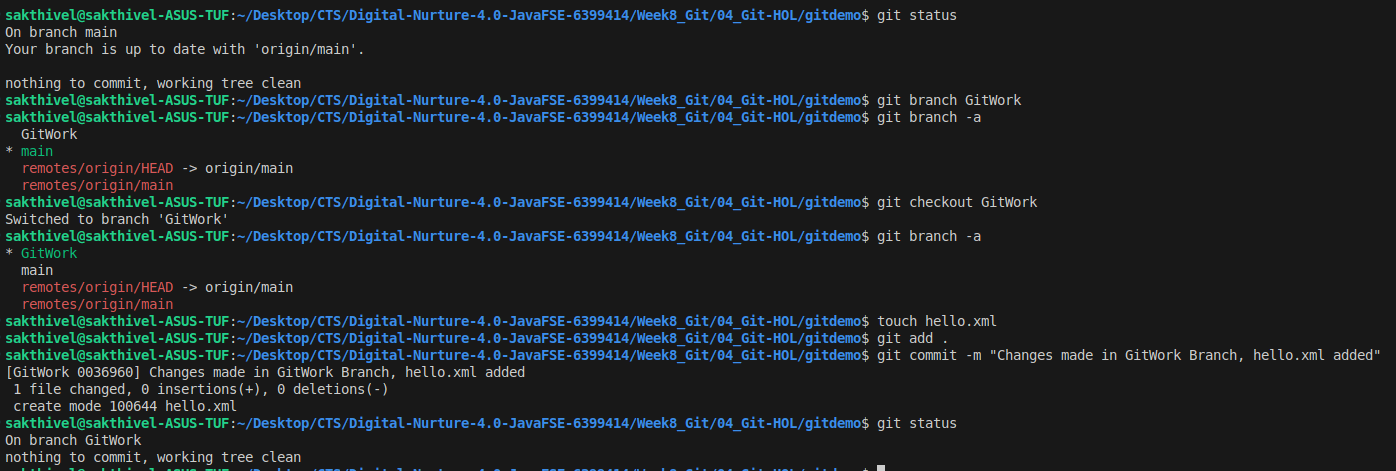 sakthivel@sakthivel-ASUS-TUF:~/Desktop/CTS/Digital-Nurture-4.0-JavaFSE-6399414/Week8_Git/04_Git-HOL/gitdemo$ git status
On branch main
Your branch is up to date with 'origin/main'.

nothing to commit, working tree clean
sakthivel@sakthivel-ASUS-TUF:~/Desktop/CTS/Digital-Nurture-4.0-JavaFSE-6399414/Week8_Git/04_Git-HOL/gitdemo$ git branch GitWork
sakthivel@sakthivel-ASUS-TUF:~/Desktop/CTS/Digital-Nurture-4.0-JavaFSE-6399414/Week8_Git/04_Git-HOL/gitdemo$ git branch -a
  GitWork
* main
  remotes/origin/HEAD -> origin/main
  remotes/origin/main
sakthivel@sakthivel-ASUS-TUF:~/Desktop/CTS/Digital-Nurture-4.0-JavaFSE-6399414/Week8_Git/04_Git-HOL/gitdemo$ git checkout GitWork
Switched to branch 'GitWork'
sakthivel@sakthivel-ASUS-TUF:~/Desktop/CTS/Digital-Nurture-4.0-JavaFSE-6399414/Week8_Git/04_Git-HOL/gitdemo$ git branch -a
* GitWork
  main
  remotes/origin/HEAD -> origin/main
  remotes/origin/main
sakthivel@sakthivel-ASUS-TUF:~/Desktop/CTS/Digital-Nurture-4.0-JavaFSE-6399414/Week8_Git/04_Git-HOL/gitdemo$ touch hello.xml
sakthivel@sakthivel-ASUS-TUF:~/Desktop/CTS/Digital-Nurture-4.0-JavaFSE-6399414/Week8_Git/04_Git-HOL/gitdemo$ git add .
sakthivel@sakthivel-ASUS-TUF:~/Desktop/CTS/Digital-Nurture-4.0-JavaFSE-6399414/Week8_Git/04_Git-HOL/gitdemo$ git commit -m "Changes made in GitWork Branch, hello.xml added"
[GitWork 0036960] Changes made in GitWork Branch, hello.xml added
 1 file changed, 0 insertions(+), 0 deletions(-)
 create mode 100644 hello.xml
sakthivel@sakthivel-ASUS-TUF:~/Desktop/CTS/Digital-Nurture-4.0-JavaFSE-6399414/Week8_Git/04_Git-HOL/gitdemo$ git status
On branch GitWork
nothing to commit, working tree clean